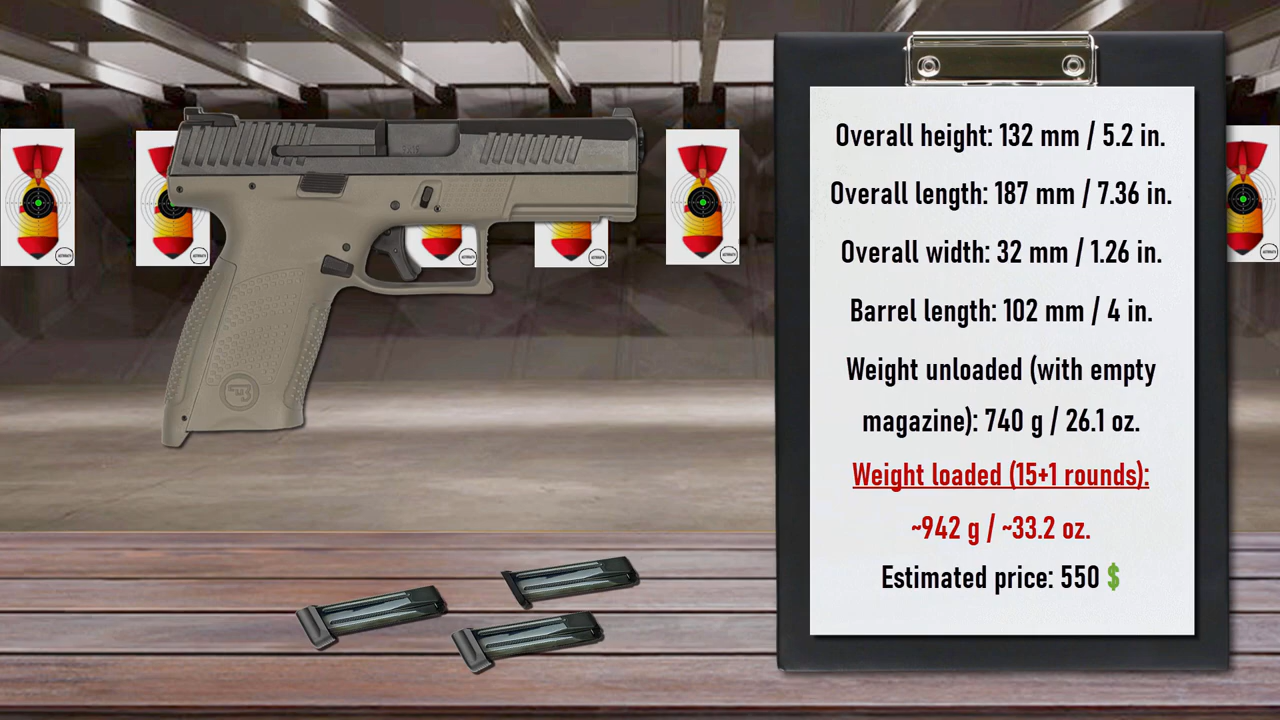 Overall height: 132 mm / 5.2 in.
Overall length: 187 mm / 7.36 in.
Overall width: 32 mm / 1.26 in.
Barrel length: 102 mm / 4 in.
Weight unloaded (with empty
magazine): 740 g / 26.1 oz.
Weight loaded (15+1 rounds):
~942 g / ~33.2 oz.
Estimated price: 550 $